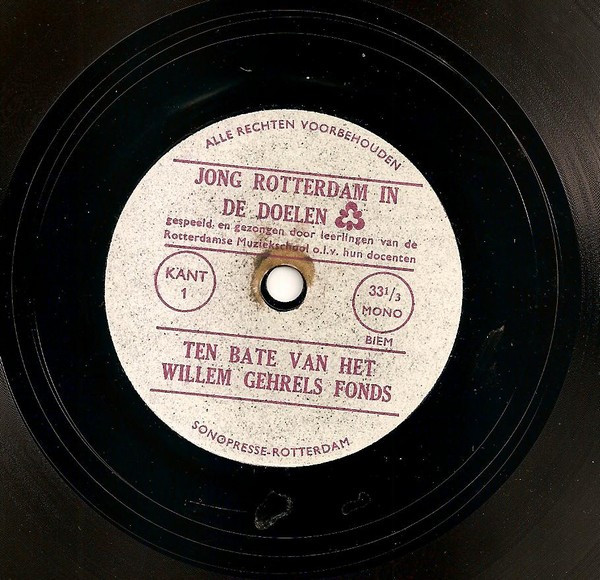 ALLE RECHTEN VOORBEHOUDEN
JONG ROTTERDAM IN
DE DOELEN
gespeeld, en gezongen door leerlingen van de
Rotterdamse Muziekschool o.l.v. hun docenten
KANT
1
33 1/3
MONO
BIEM
TEN BATE VAN HET
WILLEM GEHRELS FONDS
SONOPRESSE-ROTTERDAM